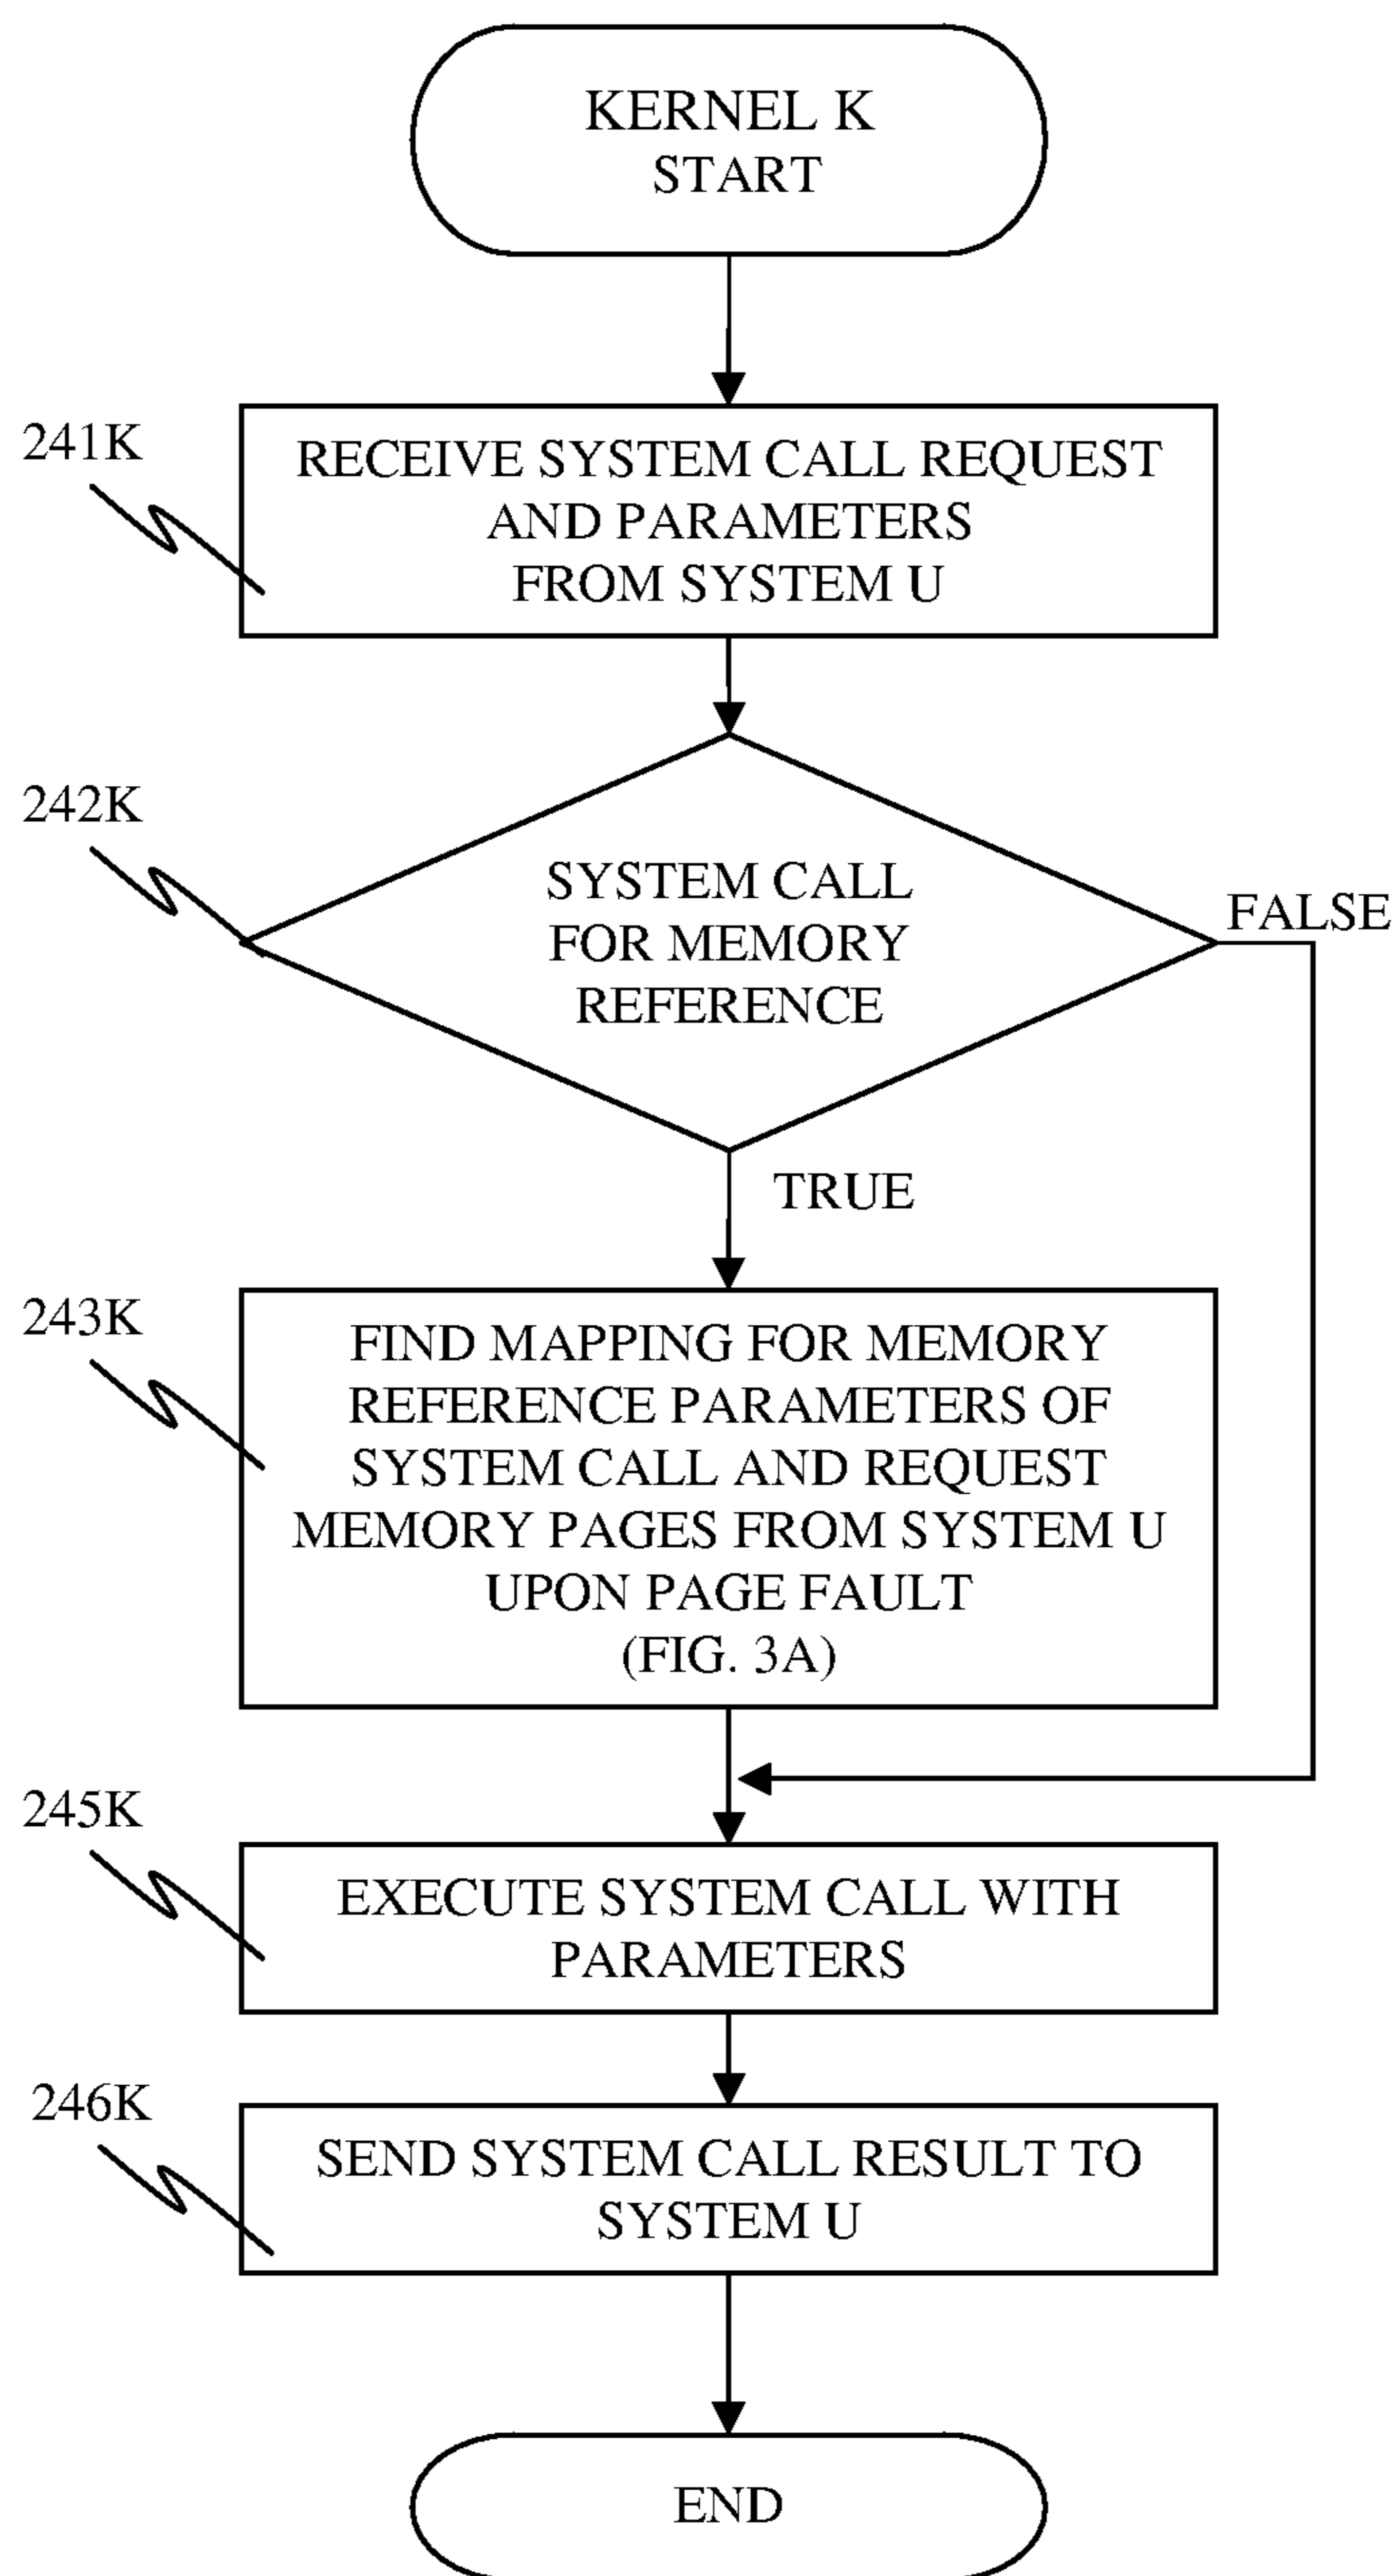 KERNEL K
START
241K
RECEIVE SYSTEM CALL REQUEST
AND PARAMETERS
FROM SYSTEM U
242K
SYSTEM CALL
FOR MEMORY
REFERENCE
FALSE
TRUE
243K
FIND MAPPING FOR MEMORY
REFERENCE PARAMETERS OF
SYSTEM CALL AND REQUEST
MEMORY PAGES FROM SYSTEM U
UPON PAGE FAULT
(FIG. 3A)
245K
EXECUTE SYSTEM CALL WITH
PARAMETERS
246K
SEND SYSTEM CALL RESULT TO
SYSTEM U
END